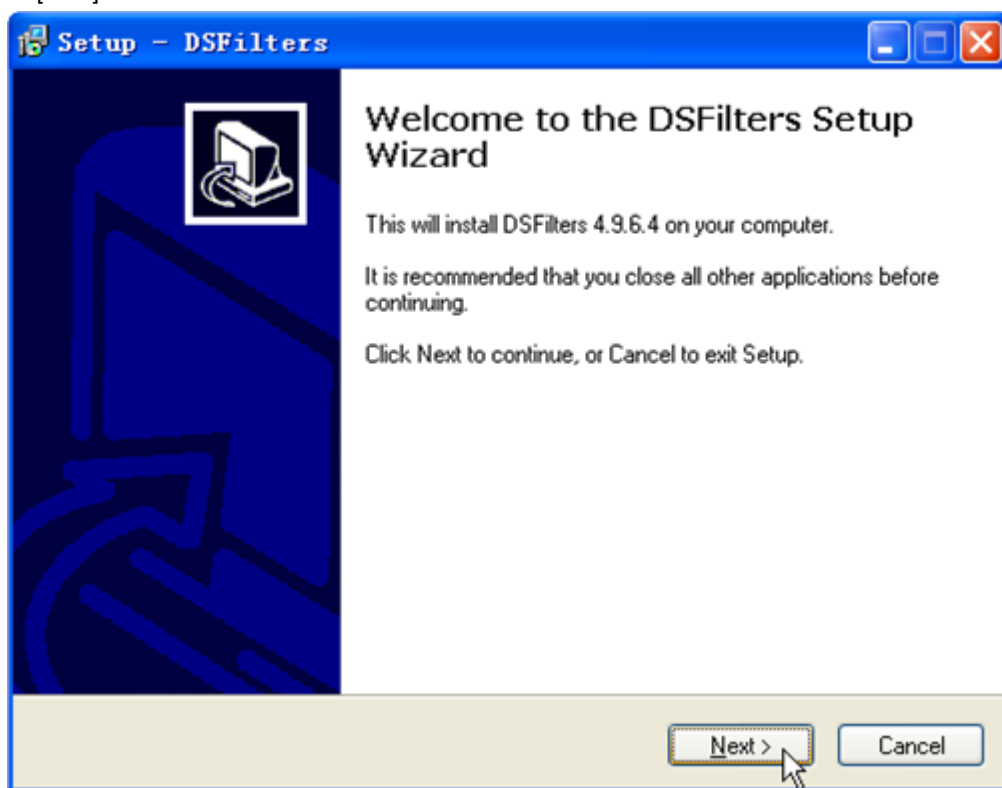 Setup - DSFilters
Welcome to the DSFilters Setup
Wizard
This will install DSFilters 4.9.6.4 on your computer.
It is recommended that you close all other applications before
continuing.
Click Next to continue, or Cancel to exit Setup.
Next >
Cancel